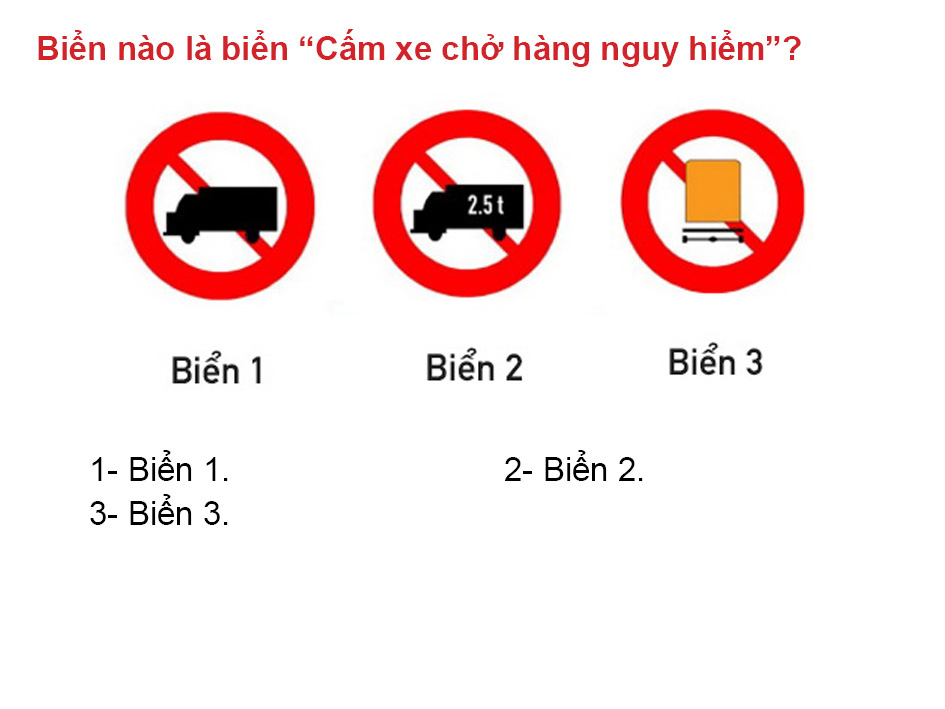 Biển nào là biển “Cấm xe chở hàng nguy hiểm”?
2.5 t
Biển 1
Biển 2
Biển 3
1- Biển 1.
2- Biển 2.
3- Biển 3.